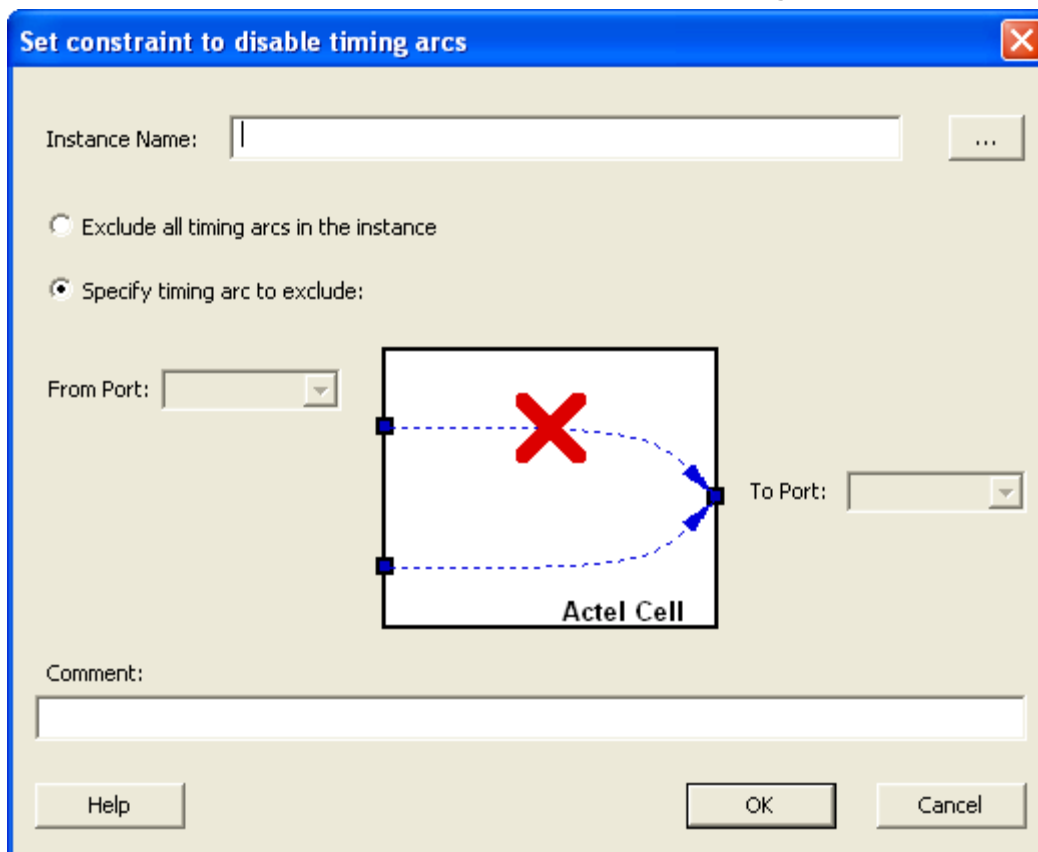 Set constraint to disable timing arcs
Instance Name:
...
Exclude all timing arcs in the instance
Specify timing arc to exclude:
From Port:
To Port:
Actel Cell
Comment:
Help
OK
Cancel